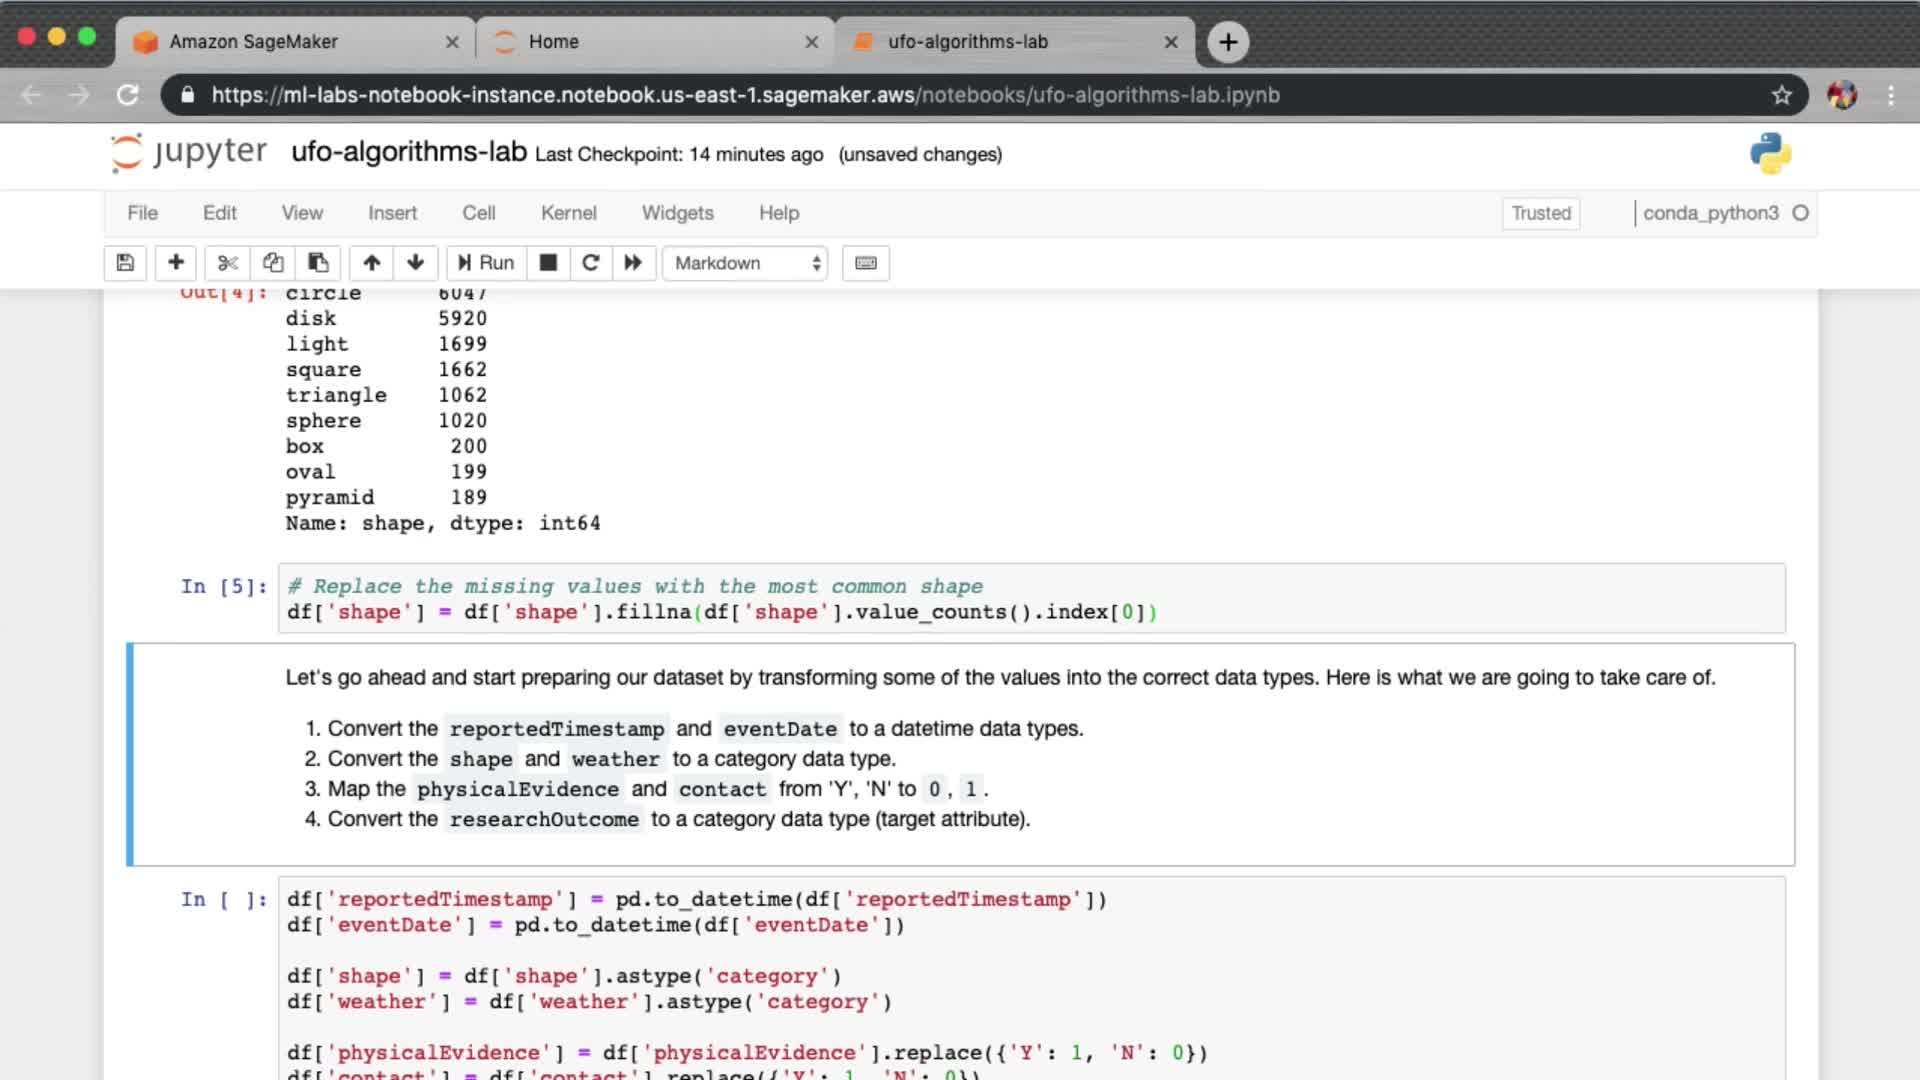 Amazon SageMaker
Home
ufo-algorithms-lab
https://ml-labs-notebook-instance.notebook.us-east-1.sagemaker.aws/notebooks/ufo-algorithms-lab.ipynb
jupyter ufo-algorithms-lab Last Checkpoint: 14 minutes ago (unsaved changes)
File Edit View Insert Cell Kernel Widgets Help Trusted conda_python3
Run Markdown
Out[4]: circle 6047
disk 5920
light 1699
square 1662
triangle 1062
sphere 1020
box 200
oval 199
pyramid 189
Name: shape, dtype: int64
In [5]: # Replace the missing values with the most common shape
df['shape'] = df['shape'].fillna(df['shape'].value_counts().index[0])
Let's go ahead and start preparing our dataset by transforming some of the values into the correct data types. Here is what we are going to take care of.
1. Convert the reportedTimestamp and eventDate to a datetime data types.
2. Convert the shape and weather to a category data type.
3. Map the physicalEvidence and contact from 'Y', 'N' to 0, 1.
4. Convert the researchOutcome to a category data type (target attribute).
In [ ]: df['reportedTimestamp'] = pd.to_datetime(df['reportedTimestamp'])
df['eventDate'] = pd.to_datetime(df['eventDate'])
df['shape'] = df['shape'].astype('category')
df['weather'] = df['weather'].astype('category')
df['physicalEvidence'] = df['physicalEvidence'].replace({'Y': 1, 'N': 0})
df['contact'] = df['contact'].replace({'Y': 1, 'N': 0})